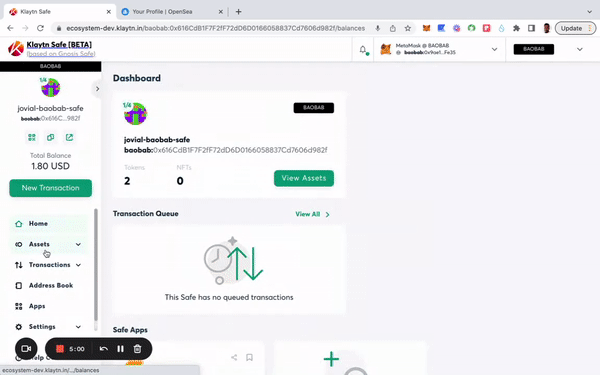 Klaytn Safe
Your Profile | OpenSea
ecosystem-dev.klaytn.in/baobab:0x616CdB1F7F2fF72dD6D0166058837Cd7606d982f/balances
Update
Klaytn Safe [BETA]
(based on Gnosis Safe)
MetaMask @ BAOBAB
baobab:0x9ae1...Fe35
BAOBAB
BAOBAB
1/4
jovial-baobab-safe
baobab:0x616C...982f
Total Balance
1.80 USD
New Transaction
Home
Assets
Transactions
Address Book
Apps
Settings
5:00
ecosystem-dev.klaytn.in/.../balances
Dashboard
1/4
BAOBAB
jovial-baobab-safe
baobab:0x616CdB1F7F2fF72dD6D0166058837Cd7606d982f
Tokens
NFTs
2
0
View Assets
Transaction Queue
View All
This Safe has no queued transactions
Safe Apps